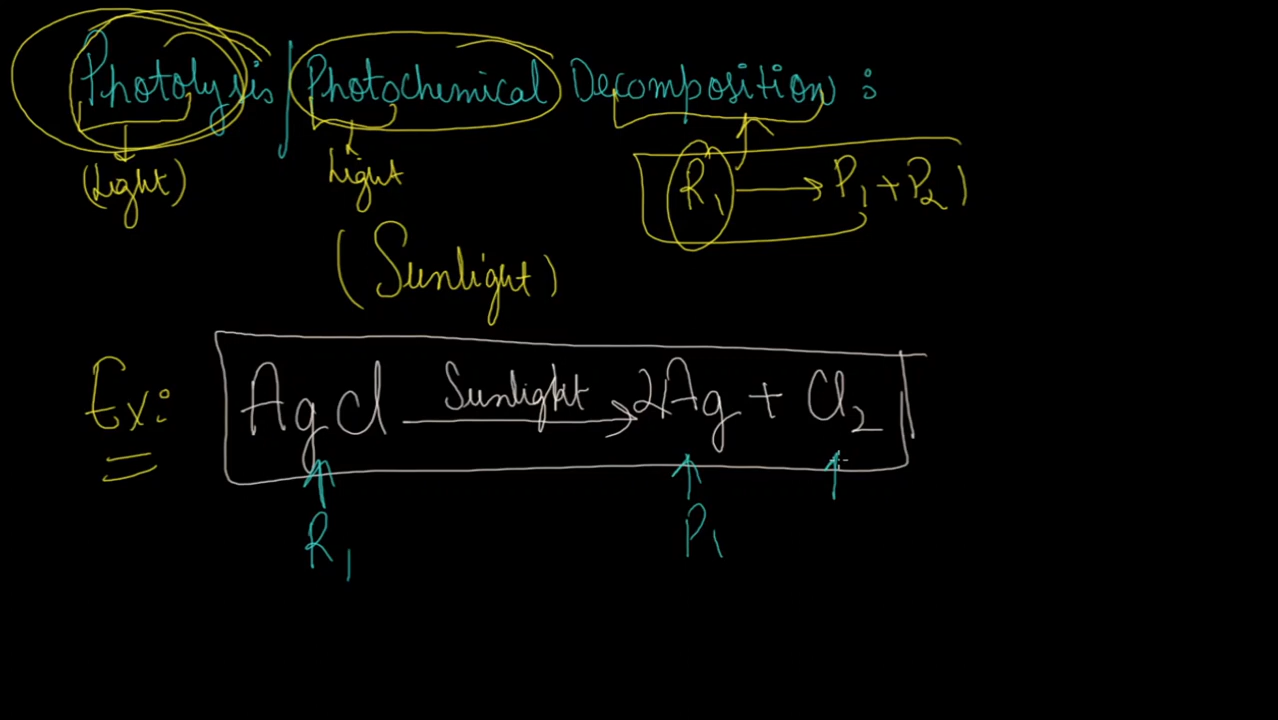 Photolysis / Photochemical Decomposition :
(Light) Light R₁ → P₁ + P₂
(Sunlight)
Ex: AgCl Sunlight → 2Ag + Cl₂
R₁ P₁